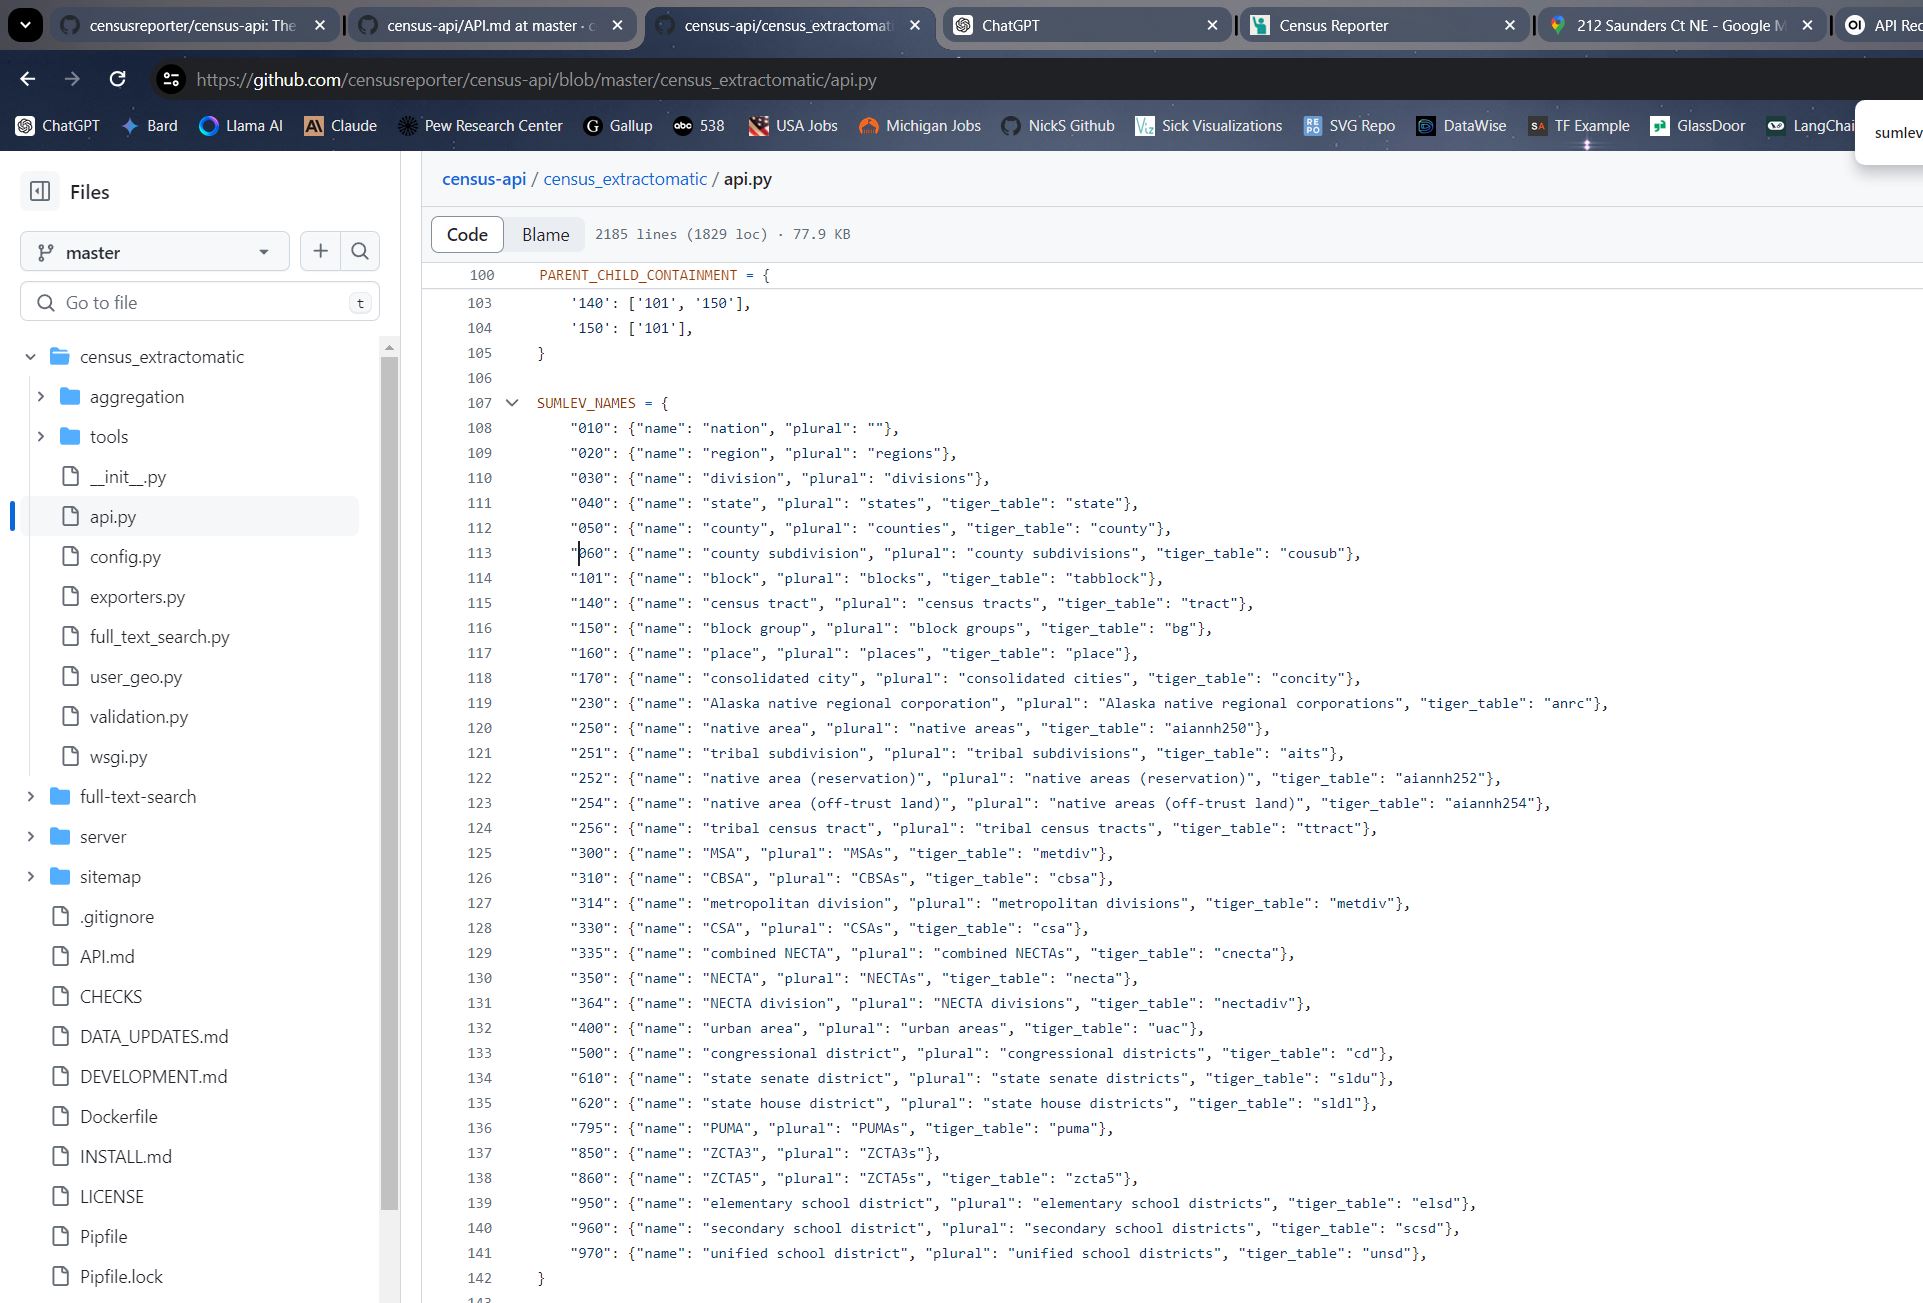 censusreporter/census-api: The
census-api/API.md at master · c
census-api/census_extractomati
ChatGPT
Census Reporter
212 Saunders Ct NE - Google M
API Rec
https://github.com/censusreporter/census-api/blob/master/census_extractomatic/api.py
ChatGPT
Bard
Llama AI
Claude
Pew Research Center
Gallup
538
USA Jobs
Michigan Jobs
NickS Github
Sick Visualizations
SVG Repo
DataWise
TF Example
GlassDoor
LangChai
sumlev
Files
master
Go to file
t
census_extractomatic
aggregation
tools
__init__.py
api.py
config.py
exporters.py
full_text_search.py
user_geo.py
validation.py
wsgi.py
full-text-search
server
sitemap
.gitignore
API.md
CHECKS
DATA_UPDATES.md
DEVELOPMENT.md
Dockerfile
INSTALL.md
LICENSE
Pipfile
Pipfile.lock
census-api / census_extractomatic / api.py
Code Blame 2185 lines (1829 loc) · 77.9 KB
100 PARENT_CHILD_CONTAINMENT = {
103 '140': ['101', '150'],
104 '150': ['101'],
105 }
106
107 SUMLEV_NAMES = {
108 "010": {"name": "nation", "plural": ""},
109 "020": {"name": "region", "plural": "regions"},
110 "030": {"name": "division", "plural": "divisions"},
111 "040": {"name": "state", "plural": "states", "tiger_table": "state"},
112 "050": {"name": "county", "plural": "counties", "tiger_table": "county"},
113 "060": {"name": "county subdivision", "plural": "county subdivisions", "tiger_table": "cousub"},
114 "101": {"name": "block", "plural": "blocks", "tiger_table": "tabblock"},
115 "140": {"name": "census tract", "plural": "census tracts", "tiger_table": "tract"},
116 "150": {"name": "block group", "plural": "block groups", "tiger_table": "bg"},
117 "160": {"name": "place", "plural": "places", "tiger_table": "place"},
118 "170": {"name": "consolidated city", "plural": "consolidated cities", "tiger_table": "concity"},
119 "230": {"name": "Alaska native regional corporation", "plural": "Alaska native regional corporations", "tiger_table": "anrc"},
120 "250": {"name": "native area", "plural": "native areas", "tiger_table": "aiannh250"},
121 "251": {"name": "tribal subdivision", "plural": "tribal subdivisions", "tiger_table": "aits"},
122 "252": {"name": "native area (reservation)", "plural": "native areas (reservation)", "tiger_table": "aiannh252"},
123 "254": {"name": "native area (off-trust land)", "plural": "native areas (off-trust land)", "tiger_table": "aiannh254"},
124 "256": {"name": "tribal census tract", "plural": "tribal census tracts", "tiger_table": "ttract"},
125 "300": {"name": "MSA", "plural": "MSAs", "tiger_table": "metdiv"},
126 "310": {"name": "CBSA", "plural": "CBSAs", "tiger_table": "cbsa"},
127 "314": {"name": "metropolitan division", "plural": "metropolitan divisions", "tiger_table": "metdiv"},
128 "330": {"name": "CSA", "plural": "CSAs", "tiger_table": "csa"},
129 "335": {"name": "combined NECTA", "plural": "combined NECTAs", "tiger_table": "cnecta"},
130 "350": {"name": "NECTA", "plural": "NECTAs", "tiger_table": "necta"},
131 "364": {"name": "NECTA division", "plural": "NECTA divisions", "tiger_table": "nectadiv"},
132 "400": {"name": "urban area", "plural": "urban areas", "tiger_table": "uac"},
133 "500": {"name": "congressional district", "plural": "congressional districts", "tiger_table": "cd"},
134 "610": {"name": "state senate district", "plural": "state senate districts", "tiger_table": "sldu"},
135 "620": {"name": "state house district", "plural": "state house districts", "tiger_table": "sldl"},
136 "795": {"name": "PUMA", "plural": "PUMAs", "tiger_table": "puma"},
137 "850": {"name": "ZCTA3", "plural": "ZCTA3s"},
138 "860": {"name": "ZCTA5", "plural": "ZCTA5s", "tiger_table": "zcta5"},
139 "950": {"name": "elementary school district", "plural": "elementary school districts", "tiger_table": "elsd"},
140 "960": {"name": "secondary school district", "plural": "secondary school districts", "tiger_table": "scsd"},
141 "970": {"name": "unified school district", "plural": "unified school districts", "tiger_table": "unsd"},
142 }
143